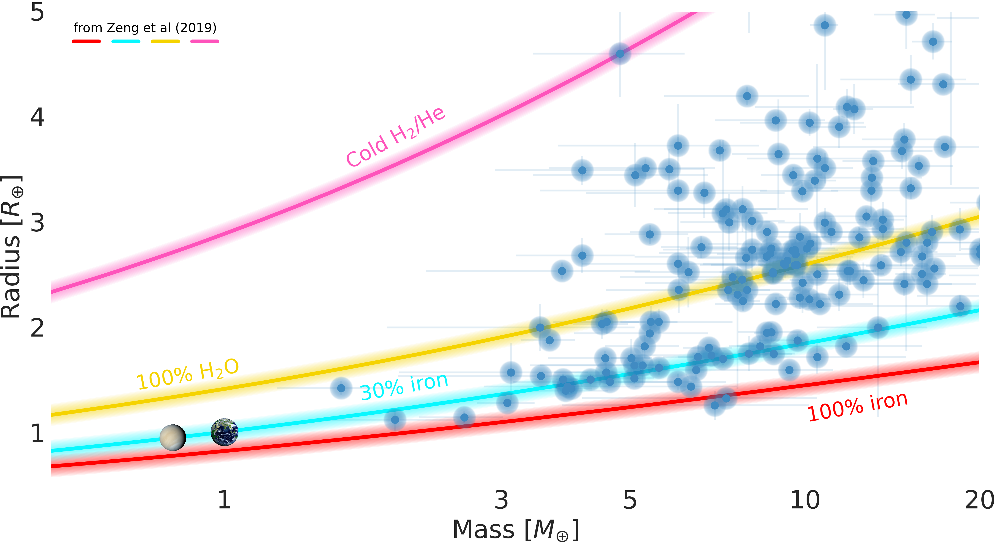 5
from Zeng et al (2019)
4
Cold H₂/He
3
Radius [R⊕]
2
100% H₂O
30% iron
1
100% iron
1 3 5 10 20
Mass [M⊕]